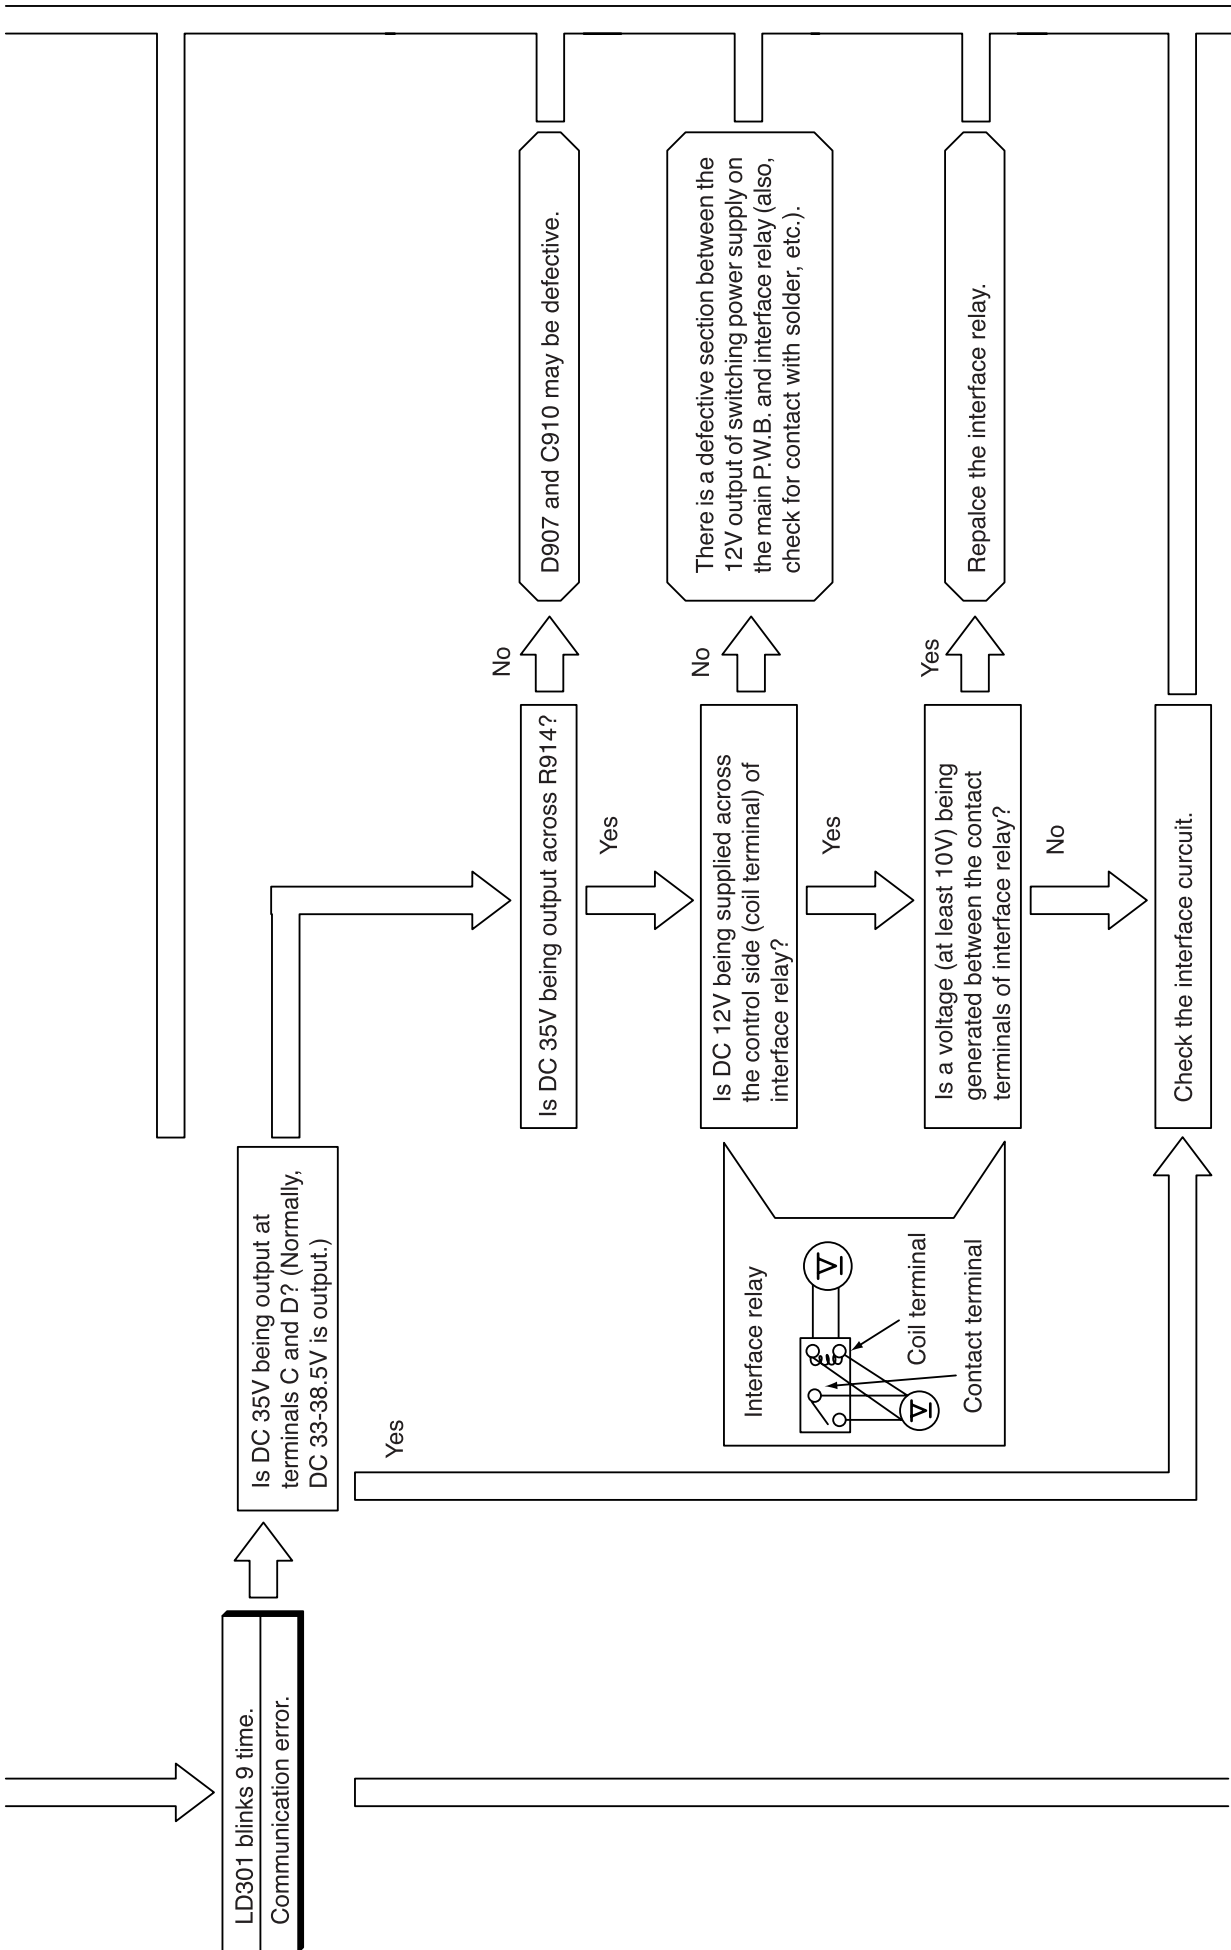 LD301 blinks 9 time.
Communication error.
Is DC 35V being output at
terminals C and D? (Normally,
DC 33-38.5V is output.)
Yes
Is DC 35V being output across R914?
No
D907 and C910 may be defective.
Yes
Is DC 12V being supplied across
the control side (coil terminal) of
interface relay?
No
There is a defective section between the
12V output of switching power supply on
the main P.W.B. and interface relay (also,
check for contact with solder, etc.).
Yes
Is a voltage (at least 10V) being
generated between the contact
terminals of interface relay?
Yes
Repalce the interface relay.
No
Check the interface curcuit.
Interface relay
V
V
Coil terminal
Contact terminal